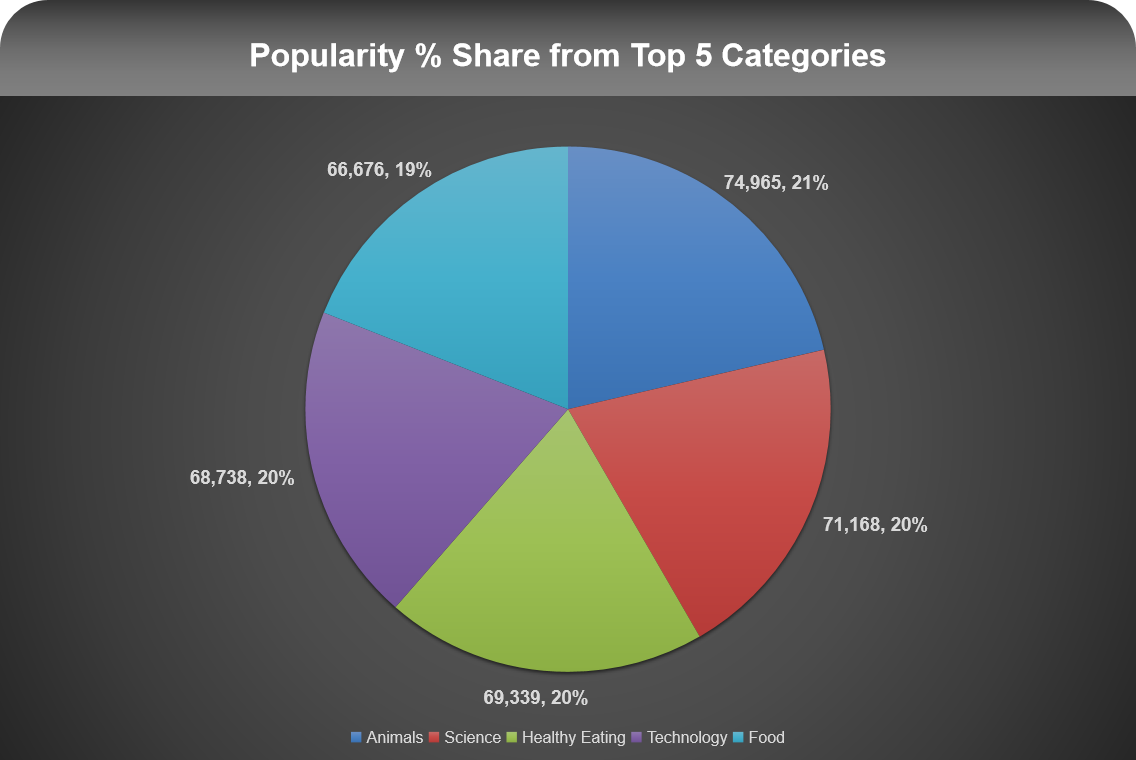 Popularity % Share from Top 5 Categories
66,676, 19%
74,965, 21%
68,738, 20%
71,168, 20%
69,339, 20%
Animals Science Healthy Eating Technology Food